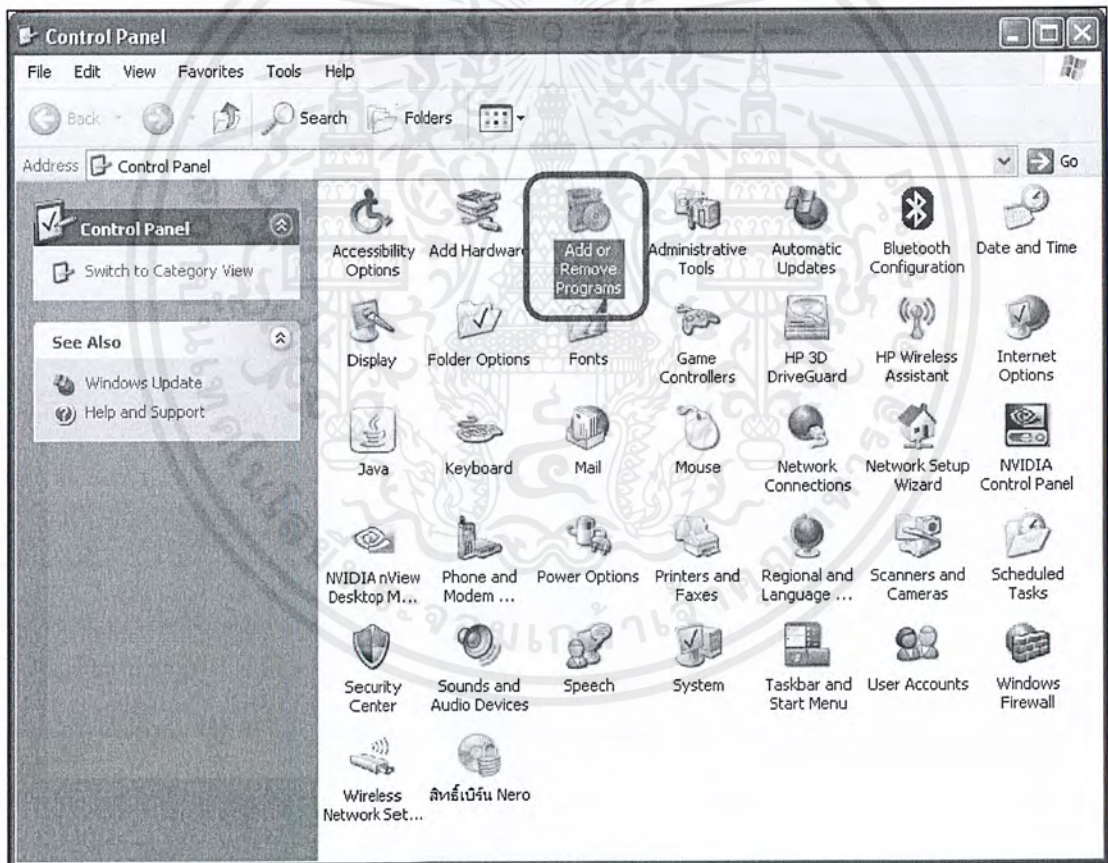 Control Panel
File Edit View Favorites Tools Help
Back Search Folders
Address Control Panel Go
Control Panel
Switch to Category View
See Also
Windows Update
Help and Support
Accessibility Options
Add Hardware
Add or Remove Programs
Administrative Tools
Automatic Updates
Bluetooth Configuration
Date and Time
Display
Folder Options
Fonts
Game Controllers
HP 3D DriveGuard
HP Wireless Assistant
Internet Options
Java
Keyboard
Mail
Mouse
Network Connections
Network Setup Wizard
NVIDIA Control Panel
NVIDIA nView Desktop M...
Phone and Modem ...
Power Options
Printers and Faxes
Regional and Language ...
Scanners and Cameras
Scheduled Tasks
Security Center
Sounds and Audio Devices
Speech
System
Taskbar and Start Menu
User Accounts
Windows Firewall
Wireless Network Set...
สิทธิ์เบิร์น Nero